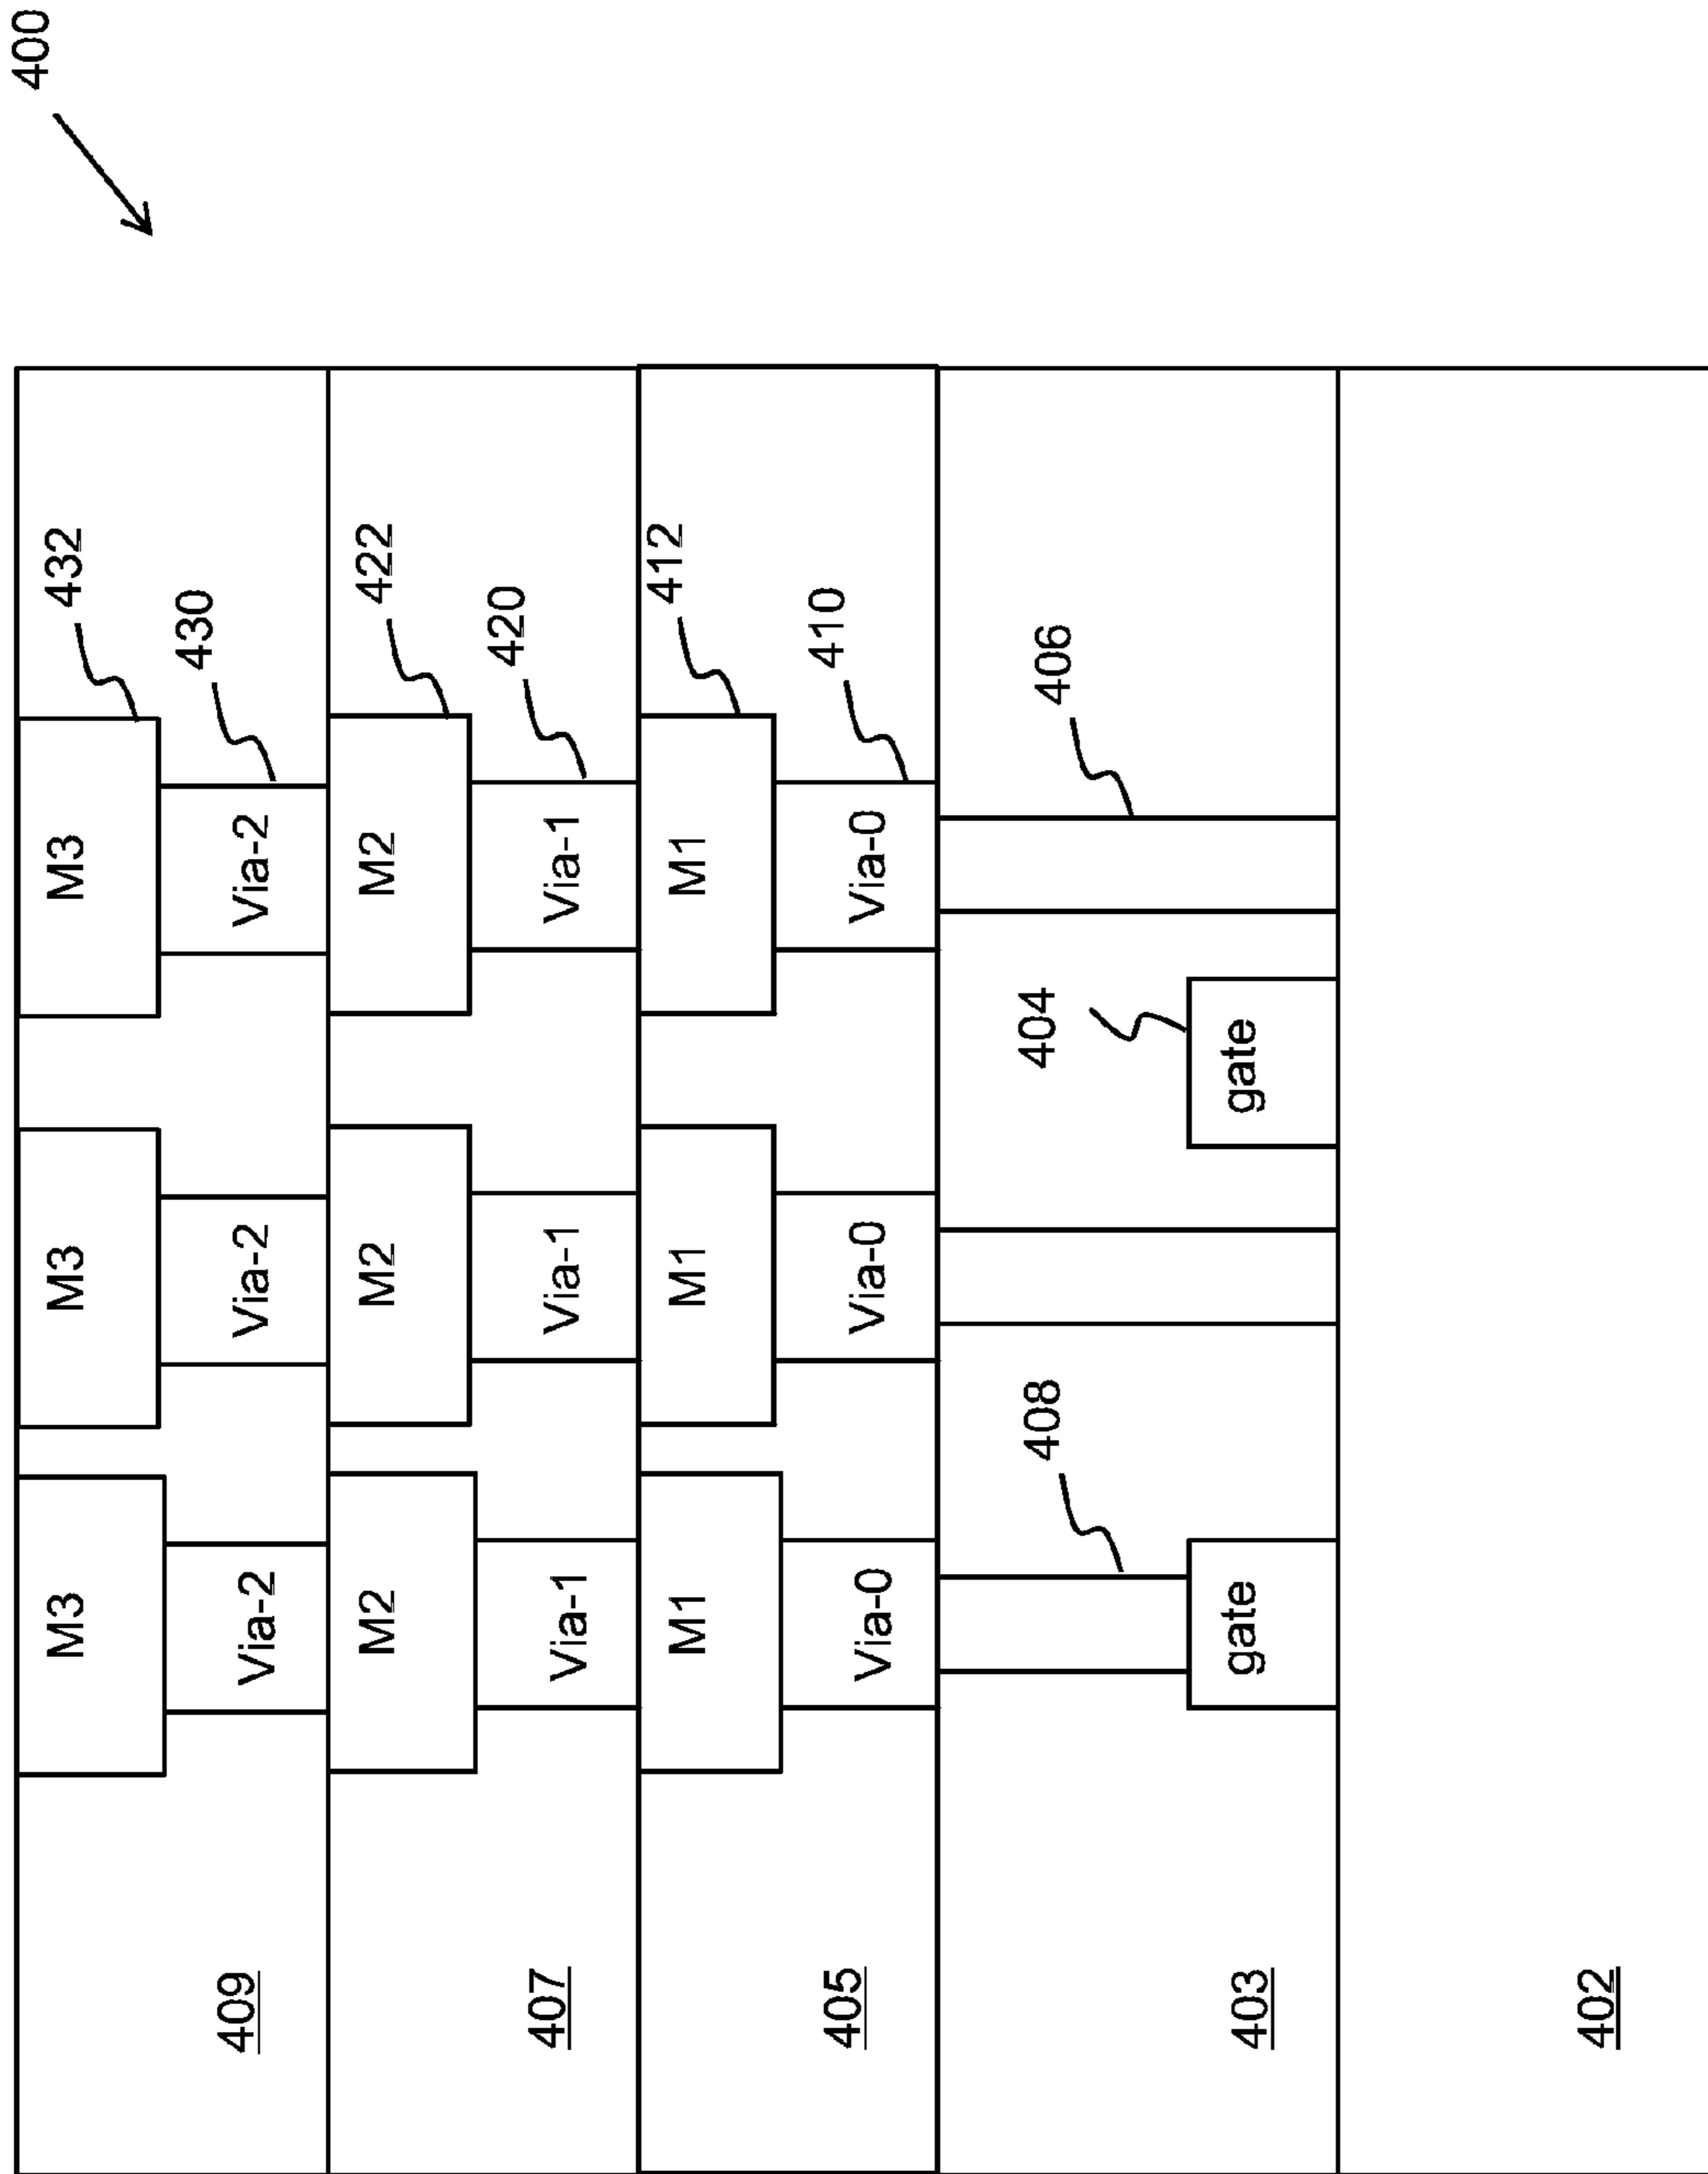 400
M3 M3 M3 432
430
409 Via-2 Via-2 Via-2
M2 M2 M2 422
420
407 Via-1 Via-1 Via-1
M1 M1 M1 412
410
405 Via-0 Via-0 Via-0
408 404 406
403 gate gate
402